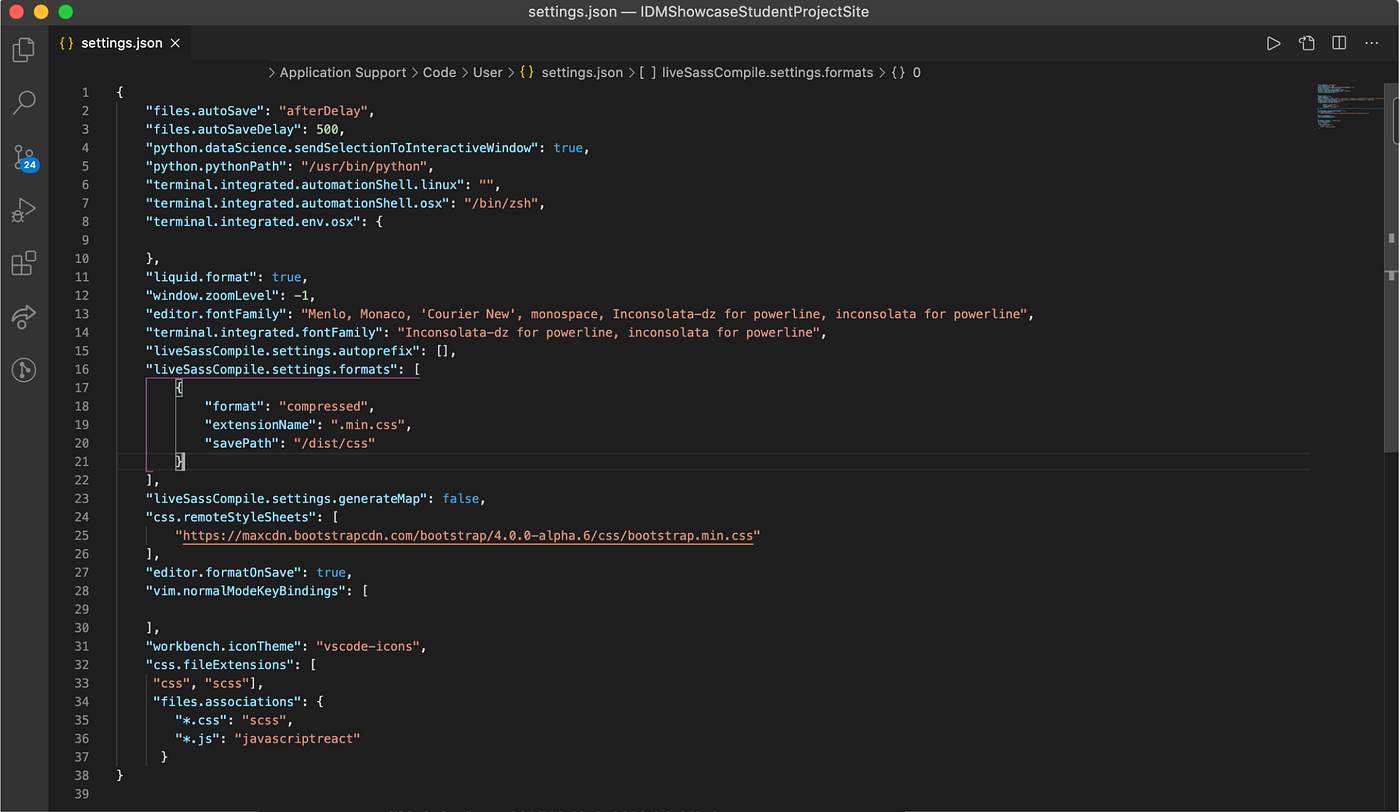 settings.json — IDMShowcaseStudentProjectSite
{} settings.json ×
> Application Support > Code > User > {} settings.json > [ ] liveSassCompile.settings.formats > {} 0
24
1 {
2 "files.autoSave": "afterDelay",
3 "files.autoSaveDelay": 500,
4 "python.dataScience.sendSelectionToInteractiveWindow": true,
5 "python.pythonPath": "/usr/bin/python",
6 "terminal.integrated.automationShell.linux": "",
7 "terminal.integrated.automationShell.osx": "/bin/zsh",
8 "terminal.integrated.env.osx": {
9
10 },
11 "liquid.format": true,
12 "window.zoomLevel": -1,
13 "editor.fontFamily": "Menlo, Monaco, 'Courier New', monospace, Inconsolata-dz for powerline, inconsolata for powerline",
14 "terminal.integrated.fontFamily": "Inconsolata-dz for powerline, inconsolata for powerline",
15 "liveSassCompile.settings.autoprefix": [],
16 "liveSassCompile.settings.formats": [
17 {
18 "format": "compressed",
19 "extensionName": ".min.css",
20 "savePath": "/dist/css"
21 }
22 ],
23 "liveSassCompile.settings.generateMap": false,
24 "css.remoteStyleSheets": [
25 "https://maxcdn.bootstrapcdn.com/bootstrap/4.0.0-alpha.6/css/bootstrap.min.css"
26 ],
27 "editor.formatOnSave": true,
28 "vim.normalModeKeyBindings": [
29
30 ],
31 "workbench.iconTheme": "vscode-icons",
32 "css.fileExtensions": [
33 "css", "scss"],
34 "files.associations": {
35 "*.css": "scss",
36 "*.js": "javascriptreact"
37 }
38 }
39